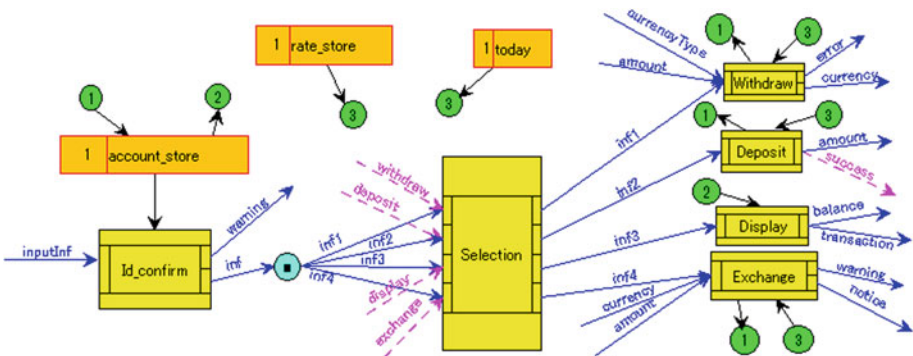 1 rate_store
3
1 today
3
1
2
1 account_store
inputInf
Id_confirm
warning
inf
inf1
inf2
inf3
inf4
withdraw
deposit
display
exchange
Selection
inf1
inf2
inf3
inf4
currencyType
amount
1
3
Withdraw
error
currency
1
3
Deposit
amount
success
2
Display
balance
transaction
currency
amount
Exchange
warning
notice
1
3